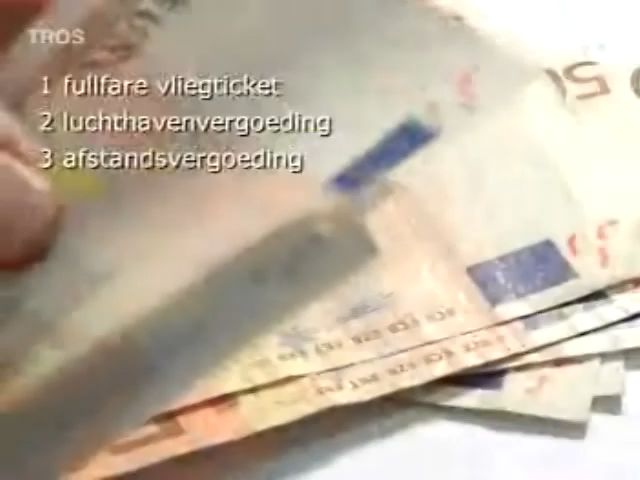 TROS
1 fullfare vliegticket
2 luchthavenvergoeding
3 afstandsvergoeding